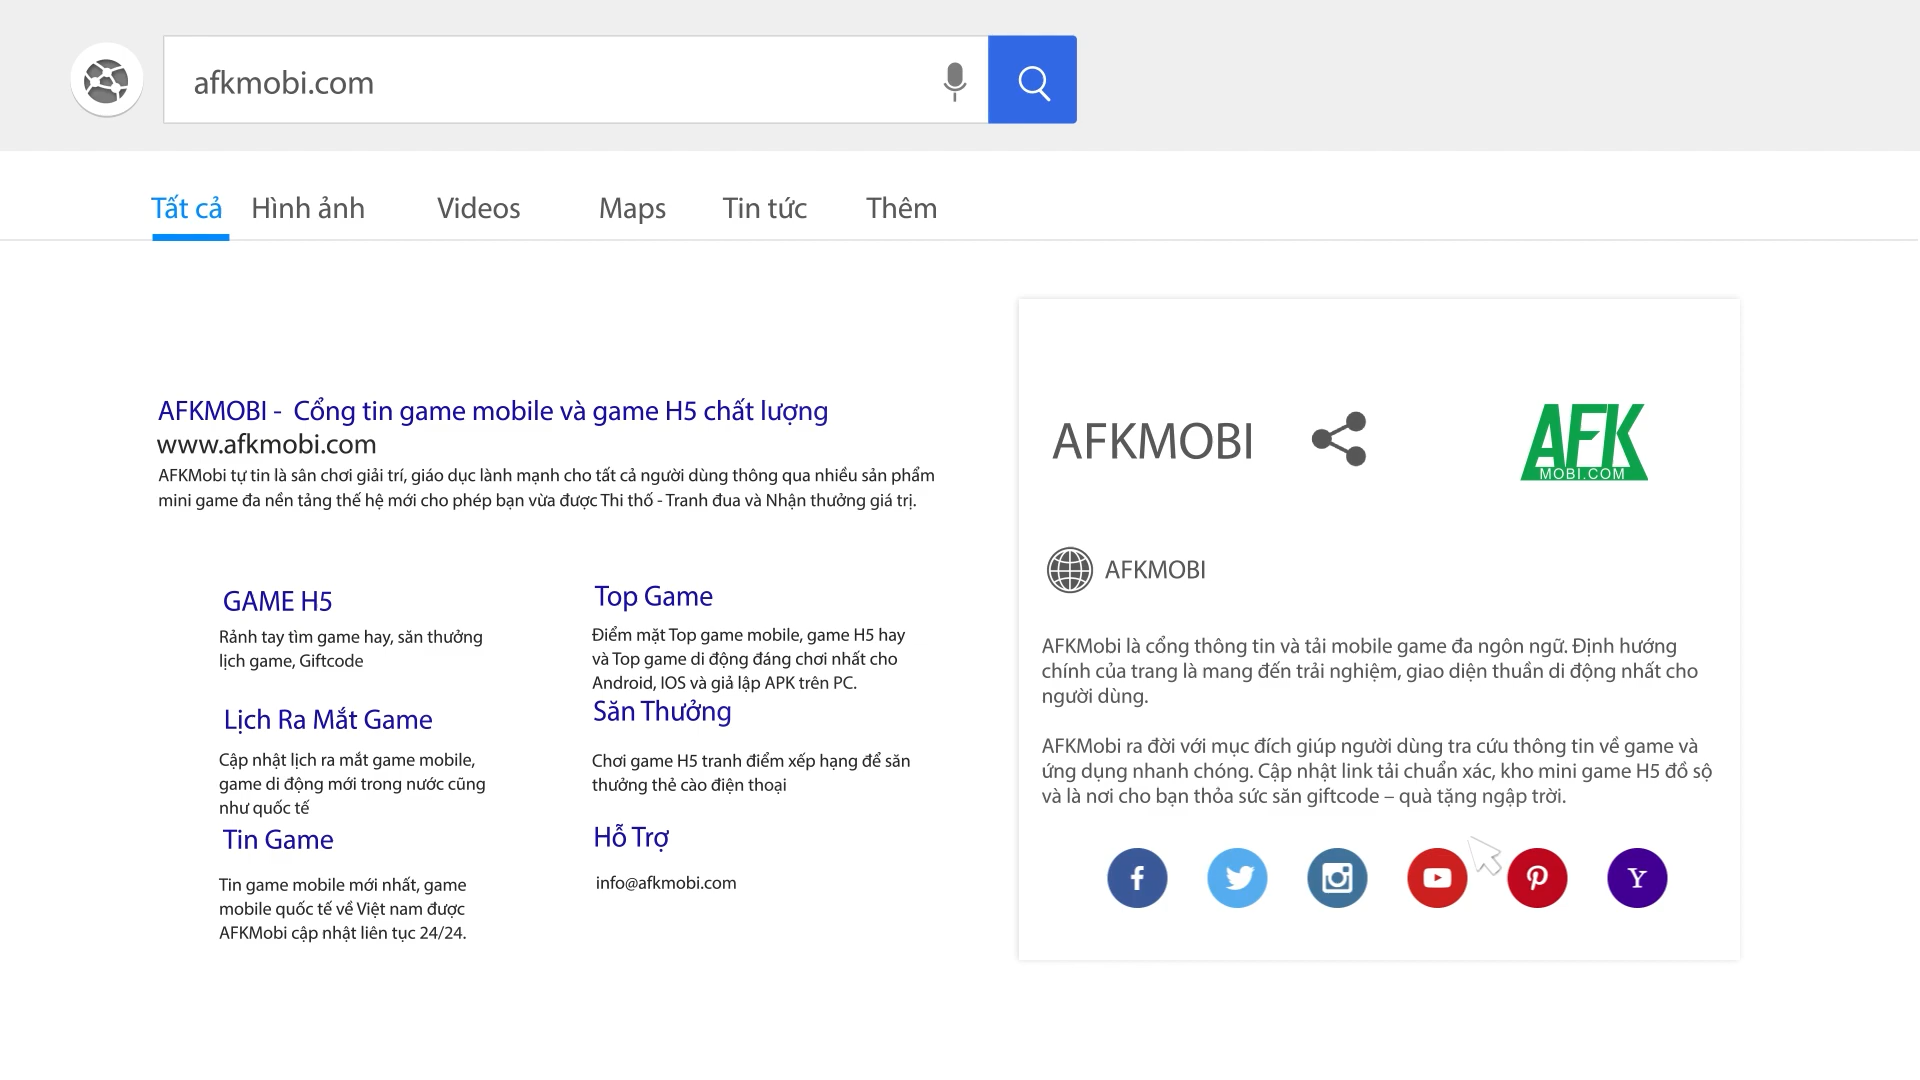 afkmobi.com
Tất cả Hình ảnh Videos Maps Tin tức Thêm
AFKMOBI - Cổng tin game mobile và game H5 chất lượng
www.afkmobi.com
AFKMobi tự tin là sân chơi giải trí, giáo dục lành mạnh cho tất cả người dùng thông qua nhiều sản phẩm
mini game đa nền tảng thế hệ mới cho phép bạn vừa được Thi thố - Tranh đua và Nhận thưởng giá trị.
GAME H5
Rảnh tay tìm game hay, săn thưởng
lịch game, Giftcode
Lịch Ra Mắt Game
Cập nhật lịch ra mắt game mobile,
game di động mới trong nước cũng
như quốc tế
Tin Game
Tin game mobile mới nhất, game
mobile quốc tế về Việt nam được
AFKMobi cập nhật liên tục 24/24.
Top Game
Điểm mặt Top game mobile, game H5 hay
và Top game di động đáng chơi nhất cho
Android, IOS và giả lập APK trên PC.
Săn Thưởng
Chơi game H5 tranh điểm xếp hạng để săn
thưởng thẻ cào điện thoại
Hỗ Trợ
info@afkmobi.com
AFKMOBI
AFK
MOBI.COM
AFKMOBI
AFKMobi là cổng thông tin và tải mobile game đa ngôn ngữ. Định hướng
chính của trang là mang đến trải nghiệm, giao diện thuần di động nhất cho
người dùng.
AFKMobi ra đời với mục đích giúp người dùng tra cứu thông tin về game và
ứng dụng nhanh chóng. Cập nhật link tải chuẩn xác, kho mini game H5 đồ sộ
và là nơi cho bạn thỏa sức săn giftcode – quà tặng ngập trời.